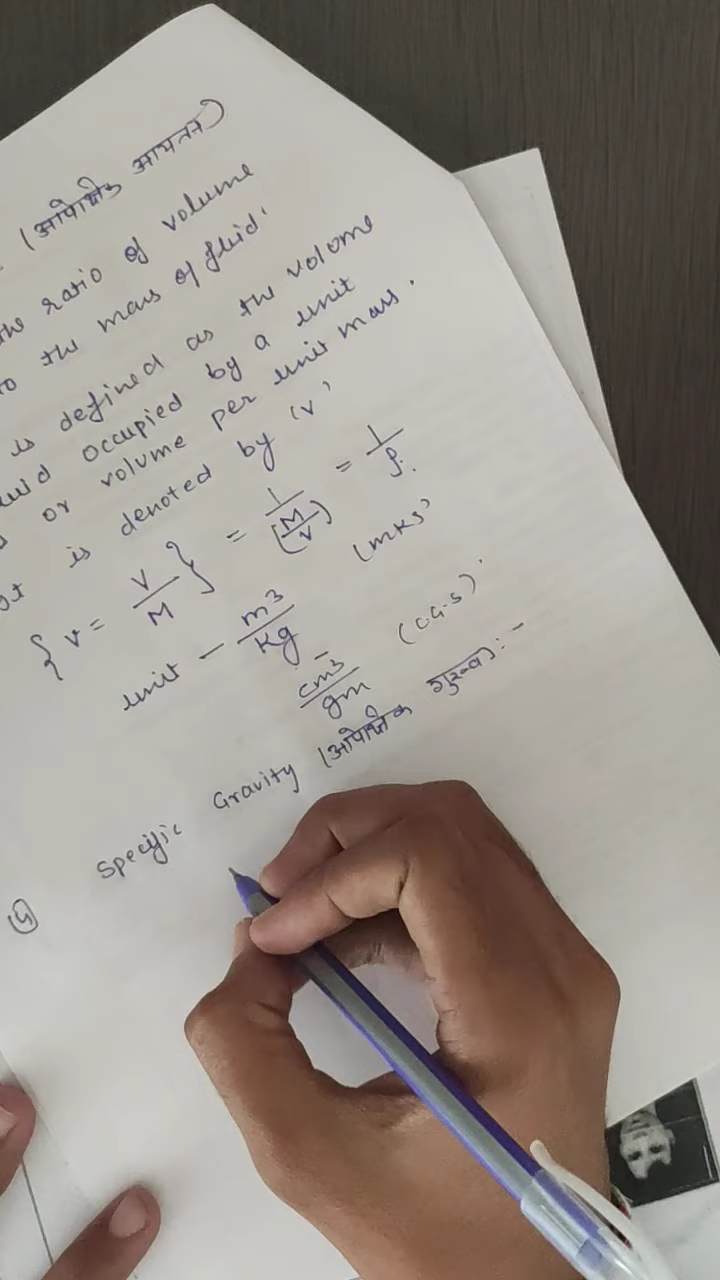 (आपेक्षिक आयतन)
the ratio of volume
to the mass of fluid.
is defined as the volume
occupied by a unit
or volume per unit mass.
is denoted by (v)
{ v = V/M } = 1/(M/V) = 1/ρ.
unit - m3/kg (MKS)
cm3/gm (C.G.S).
④ Specific Gravity (आपेक्षिक गुरुत्व) : -